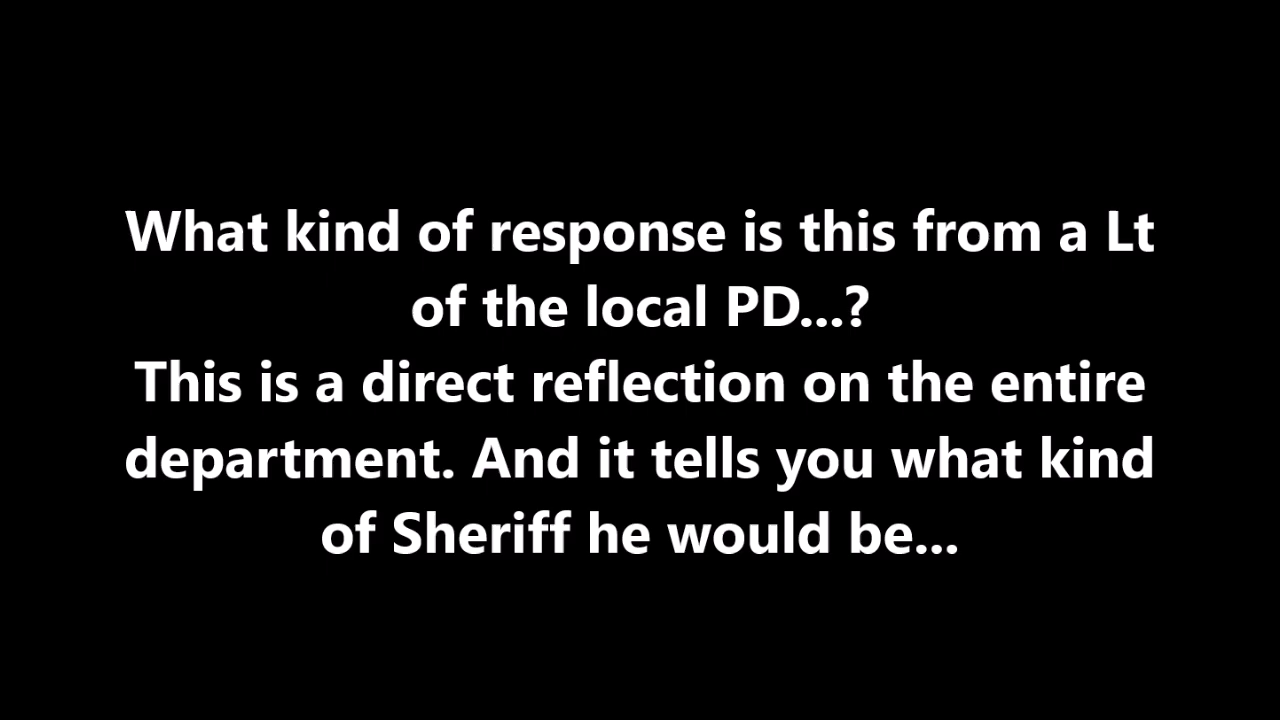 What kind of response is this from a Lt
of the local PD...?
This is a direct reflection on the entire
department. And it tells you what kind
of Sheriff he would be...